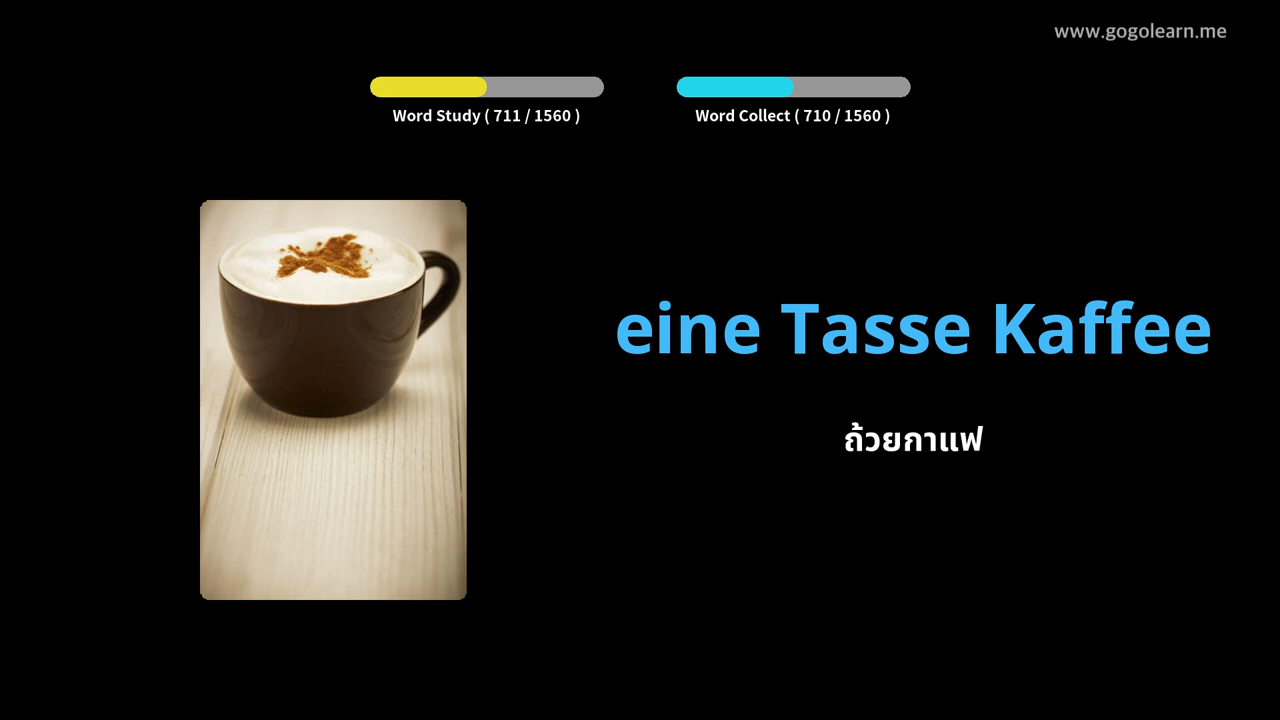 www.gogolearn.me
Word Study ( 711 / 1560 )
Word Collect ( 710 / 1560 )
eine Tasse Kaffee
ถ้วยกาแฟ